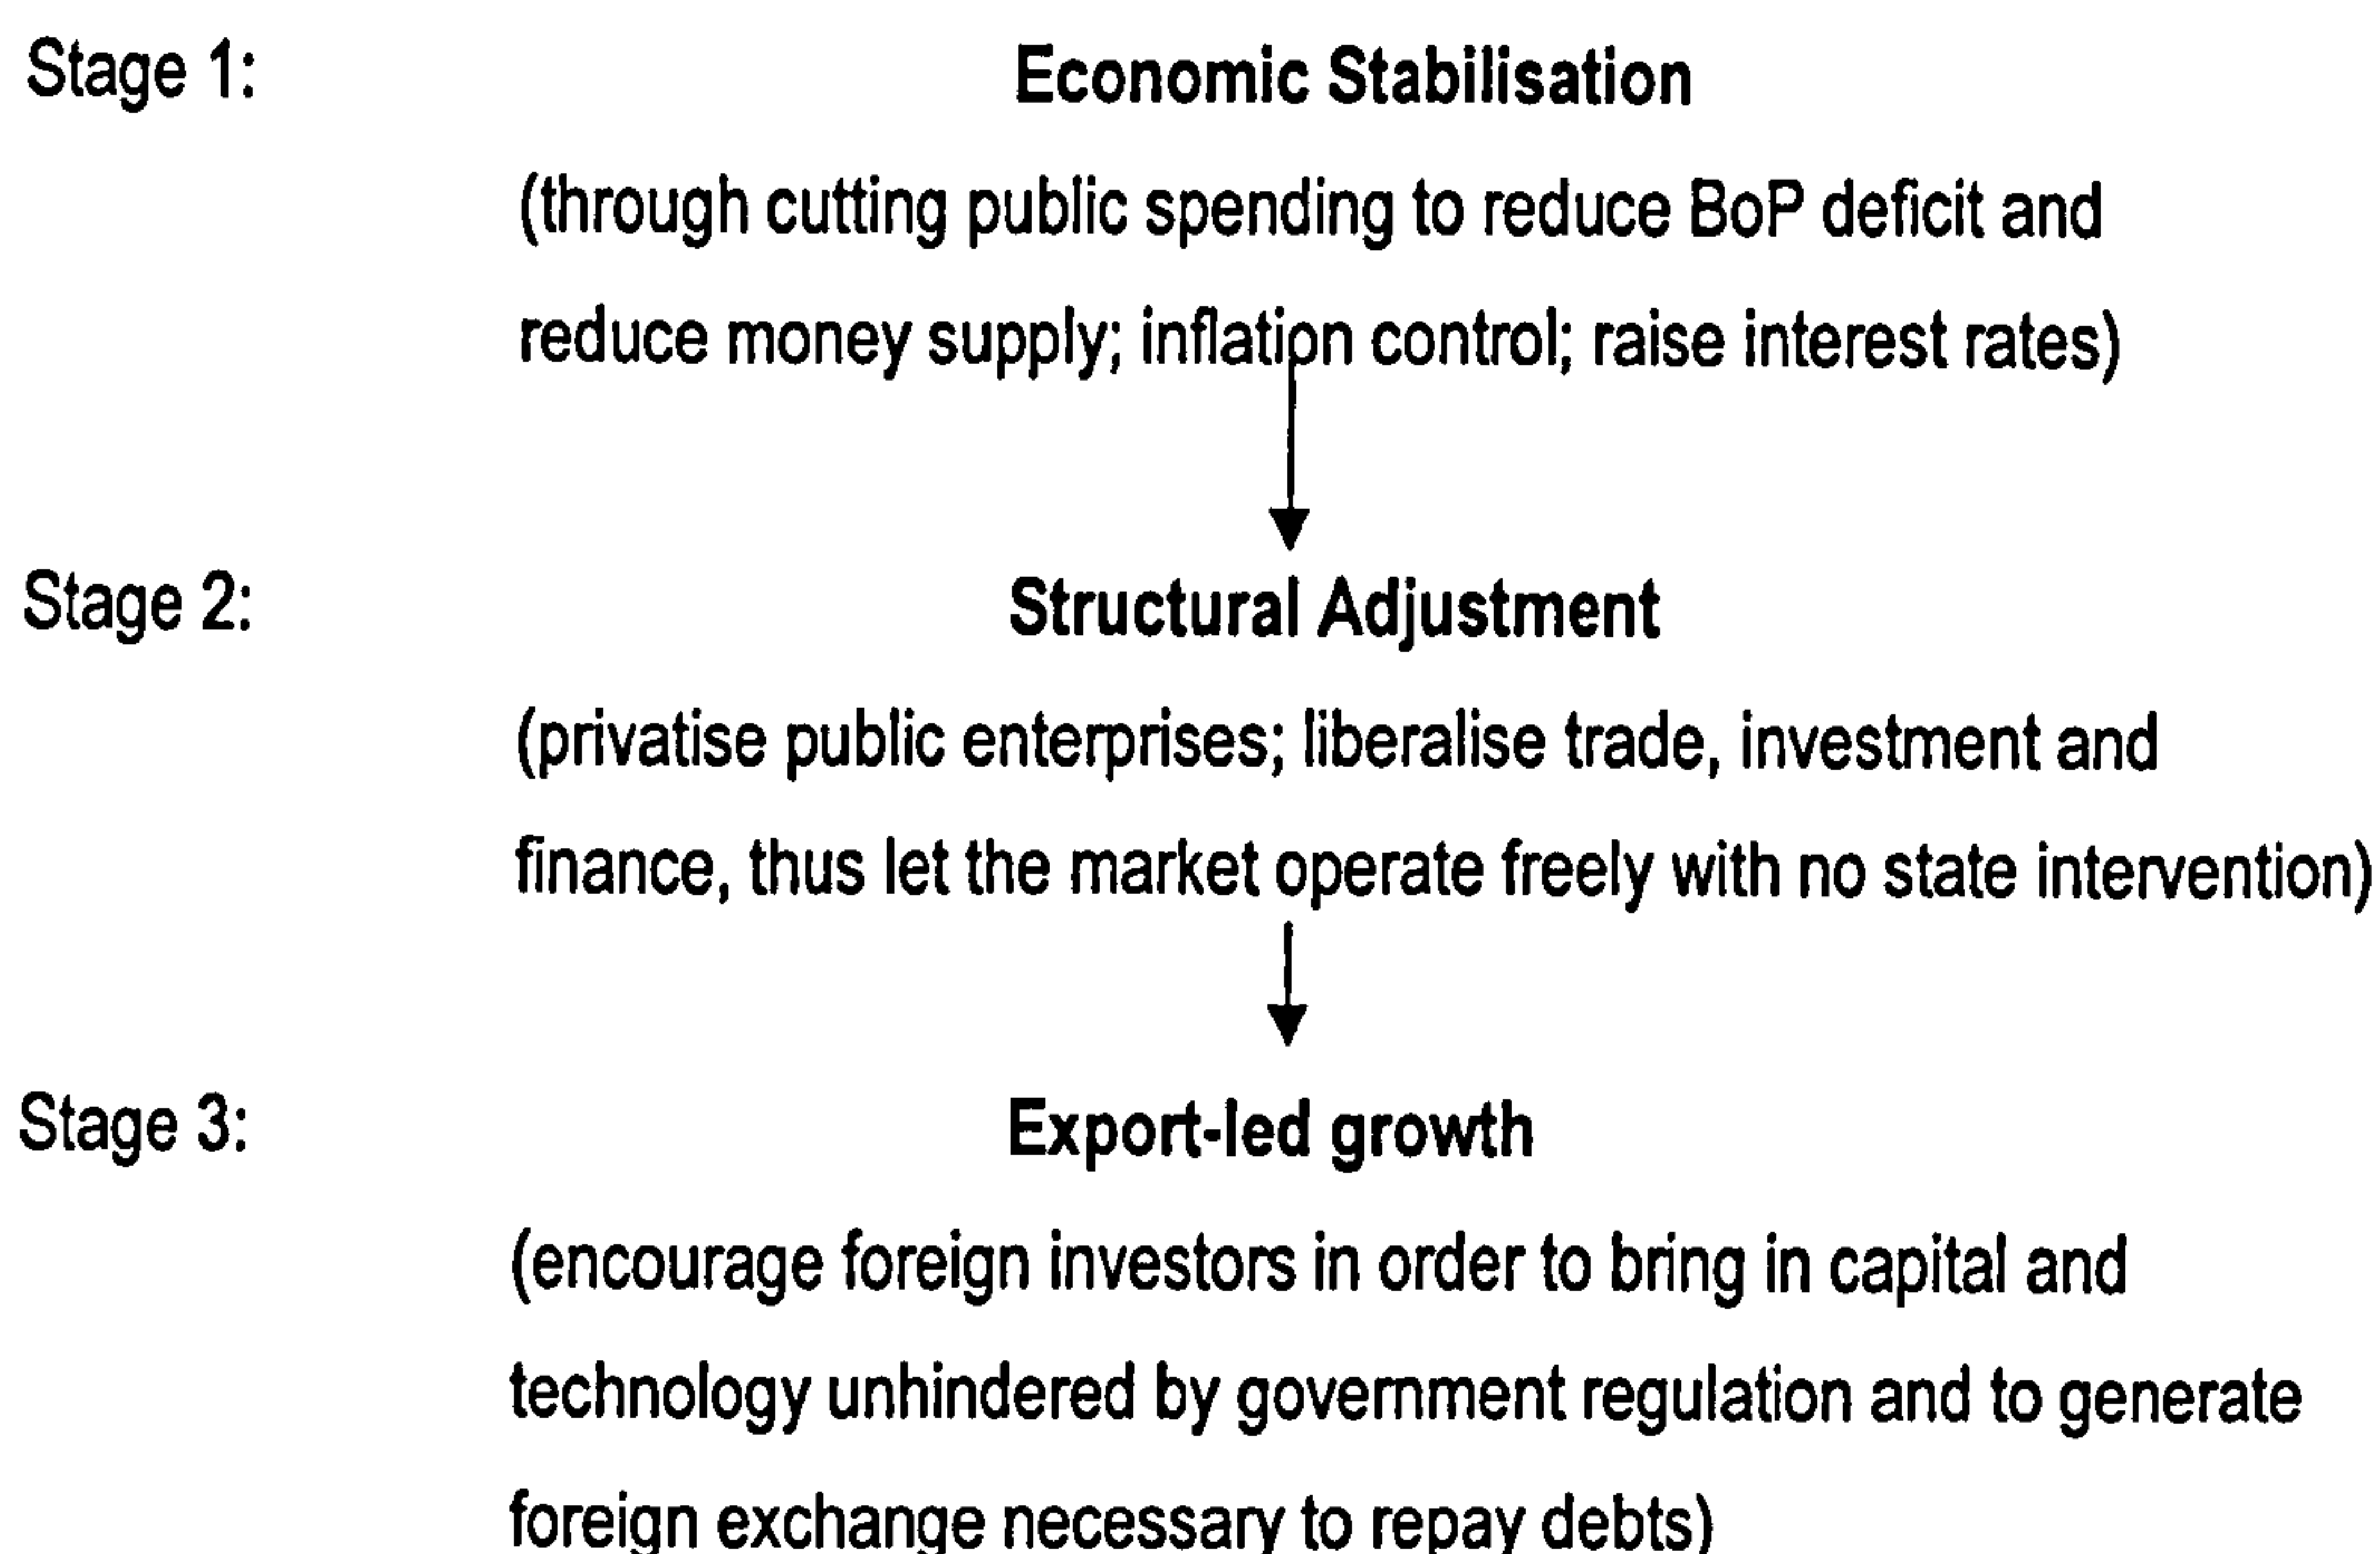 Stage 1: Economic Stabilisation
(through cutting public spending to reduce BoP deficit and
reduce money supply; inflation control; raise interest rates)
Stage 2: Structural Adjustment
(privatise public enterprises; liberalise trade, investment and
finance, thus let the market operate freely with no state intervention)
Stage 3: Export-led growth
(encourage foreign investors in order to bring in capital and
technology unhindered by government regulation and to generate
foreign exchange necessary to repay debts)